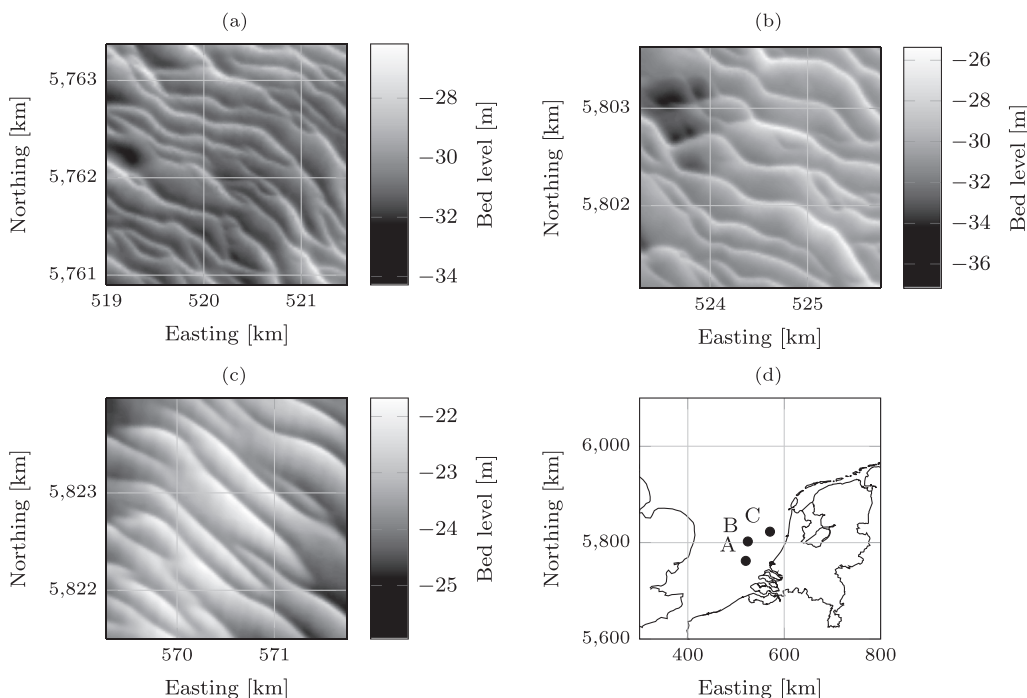 (a)
5,763
5,762
5,761
Northing [km]
519
520
521
Easting [km]
−28
−30
−32
−34
Bed level [m]
(b)
5,803
5,802
Northing [km]
524
525
Easting [km]
−26
−28
−30
−32
−34
−36
Bed level [m]
(c)
5,823
5,822
Northing [km]
570
571
Easting [km]
−22
−23
−24
−25
Bed level [m]
(d)
6,000
5,800
5,600
Northing [km]
C
B
A
400
600
800
Easting [km]